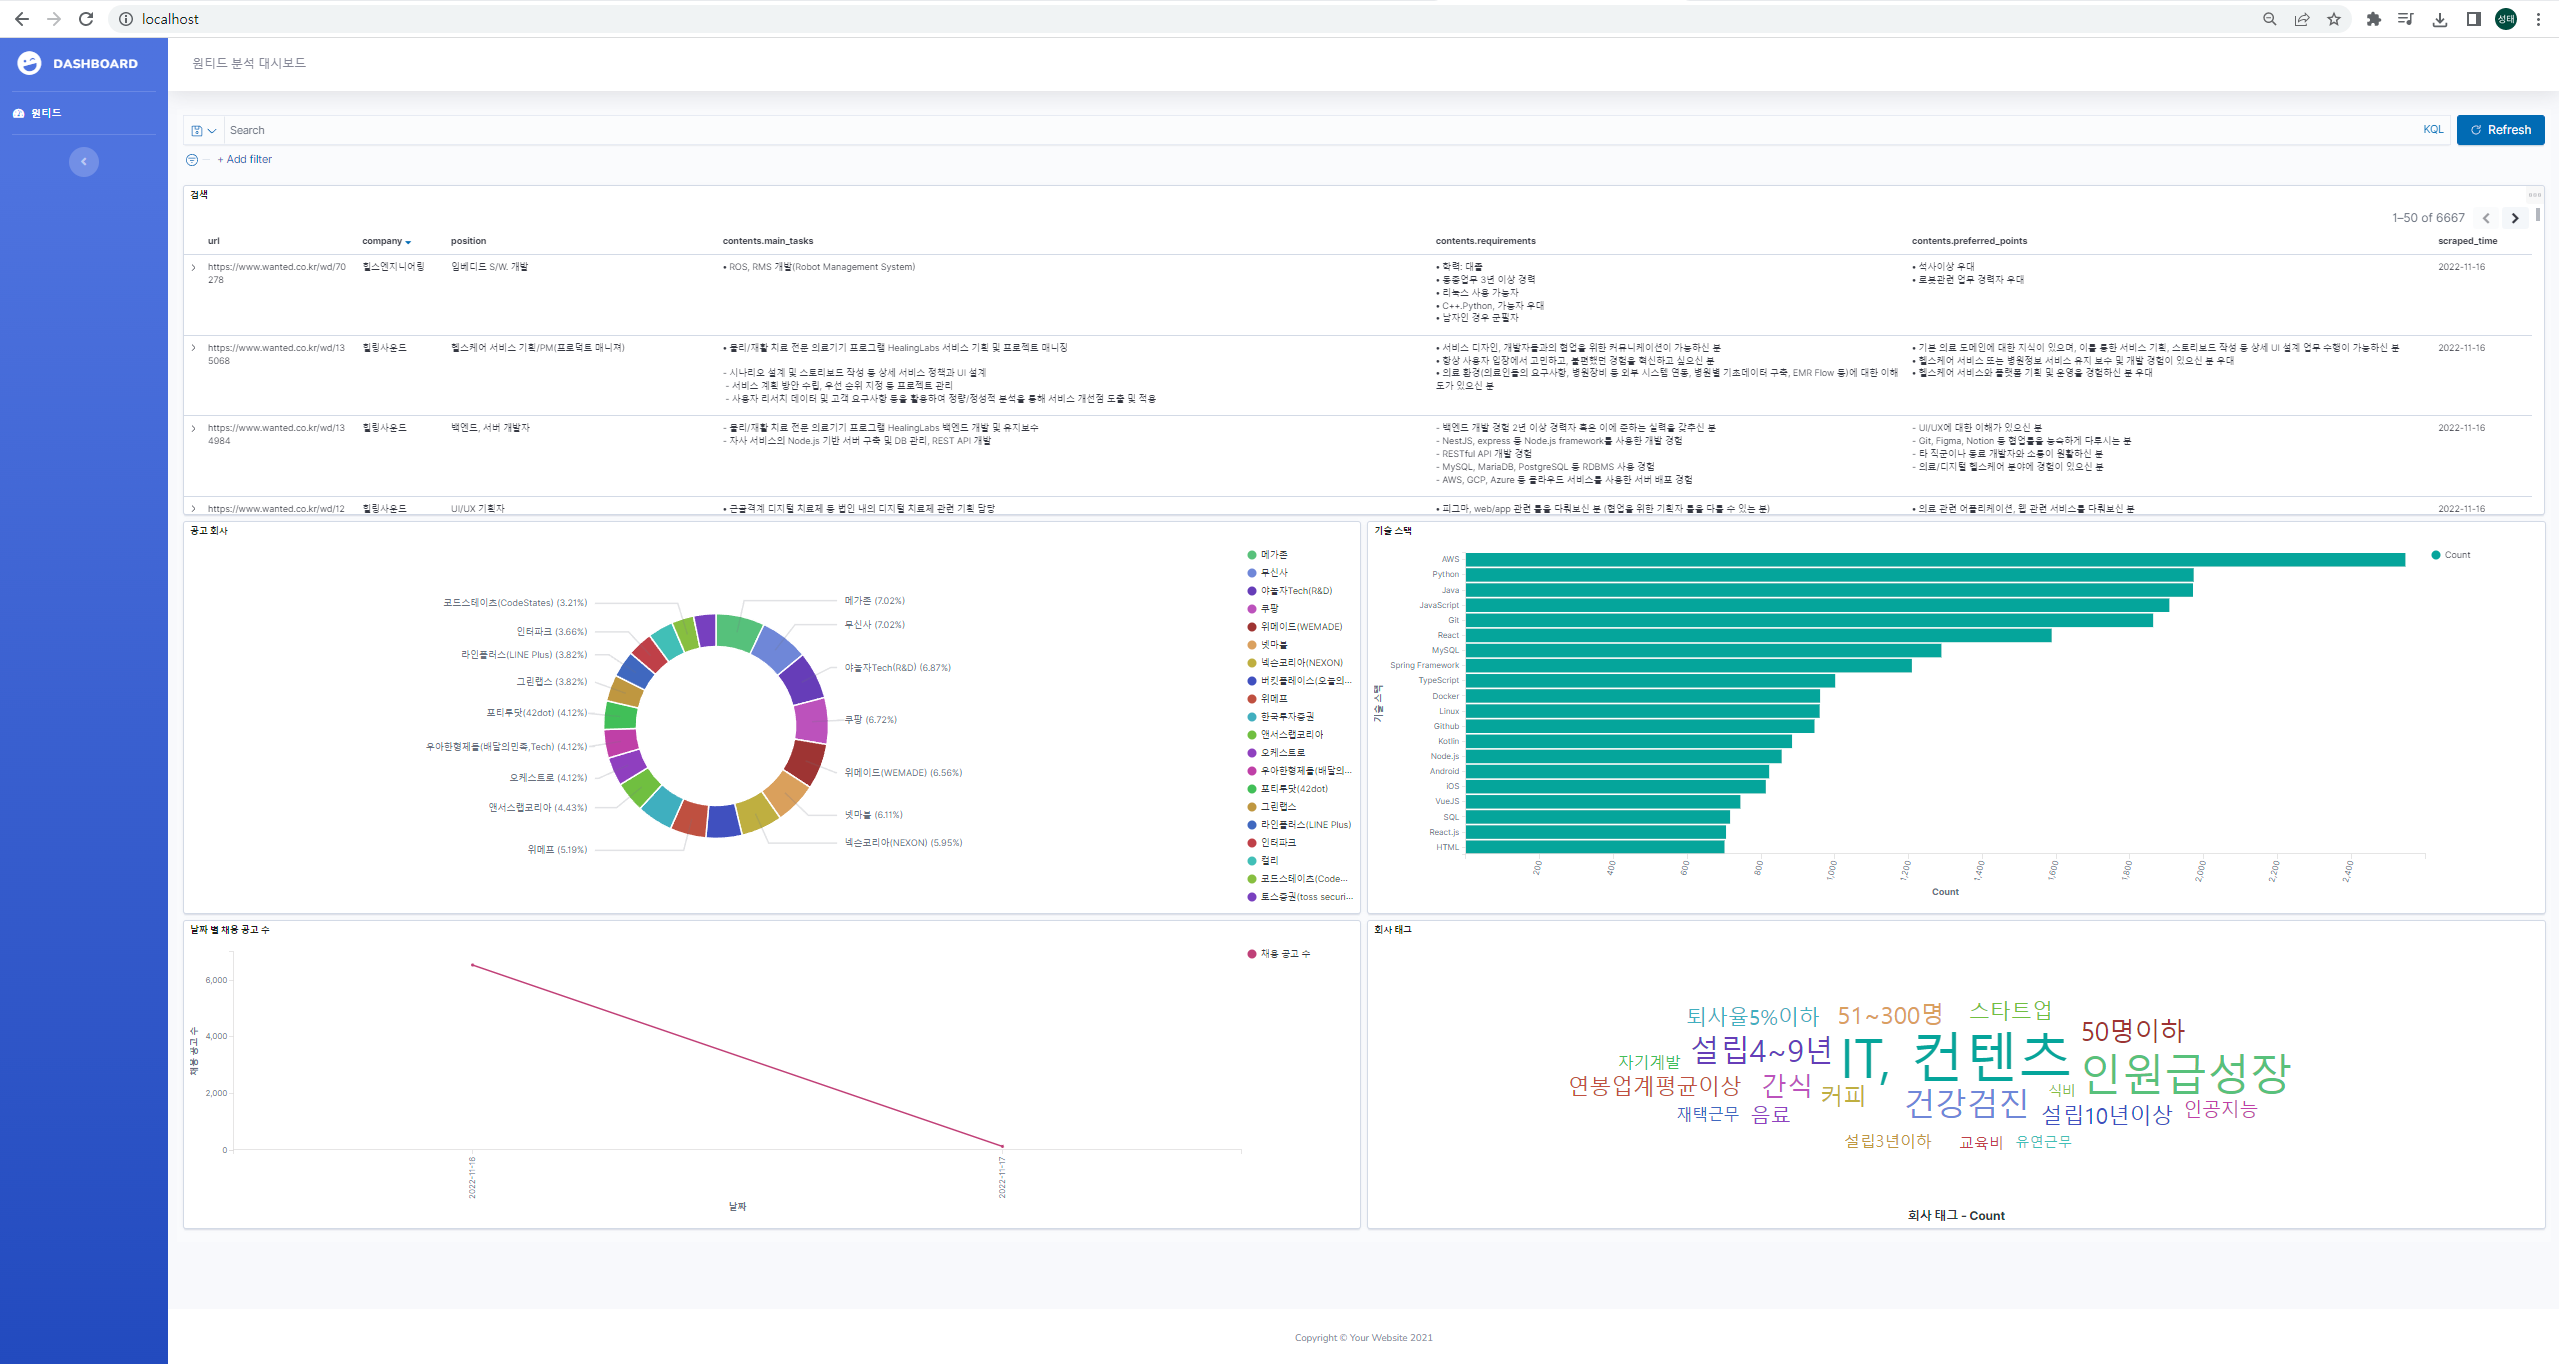 localhost
성태
DASHBOARD
원티드
원티드 분석 대시보드
Search
KQL
Refresh
+ Add filter
검색
1–50 of 6667
url
company
position
contents.main_tasks
contents.requirements
contents.preferred_points
scraped_time
https://www.wanted.co.kr/wd/70
278
힐스엔지니어링
임베디드 S/W. 개발
• ROS, RMS 개발(Robot Management System)
• 학력: 대졸
• 동종업무 3년 이상 경력
• 리눅스 사용 가능자
• C++.Python, 가능자 우대
• 남자인 경우 군필자
• 석사이상 우대
• 로봇관련 업무 경력자 우대
2022-11-16
https://www.wanted.co.kr/wd/13
5068
힐링사운드
헬스케어 서비스 기획/PM(프로덕트 매니져)
• 물리/재활 치료 전문 의료기기 프로그램 HealingLabs 서비스 기획 및 프로젝트 매니징
- 시나리오 설계 및 스토리보드 작성 등 상세 서비스 정책과 UI 설계
- 서비스 계획 방안 수립, 우선 순위 지정 등 프로젝트 관리
- 사용자 리서치 데이터 및 고객 요구사항 등을 활용하여 정량/정성적 분석을 통해 서비스 개선점 도출 및 적용
• 서비스 디자인, 개발자들과의 협업을 위한 커뮤니케이션이 가능하신 분
• 항상 사용자 입장에서 고민하고, 불편했던 경험을 혁신하고 싶으신 분
• 의료 환경(의료인들의 요구사항, 병원장비 등 외부 시스템 연동, 병원별 기초데이터 구축, EMR Flow 등)에 대한 이해
도가 있으신 분
• 기본 의료 도메인에 대한 지식이 있으며, 이를 통한 서비스 기획, 스토리보드 작성 등 상세 UI 설계 업무 수행이 가능하신 분
• 헬스케어 서비스 또는 병원정보 서비스 유지 보수 및 개발 경험이 있으신 분 우대
• 헬스케어 서비스와 플랫폼 기획 및 운영을 경험하신 분 우대
2022-11-16
https://www.wanted.co.kr/wd/13
4984
힐링사운드
백엔드, 서버 개발자
- 물리/재활 치료 전문 의료기기 프로그램 HealingLabs 백엔드 개발 및 유지보수
- 자사 서비스의 Node.js 기반 서버 구축 및 DB 관리, REST API 개발
- 백엔드 개발 경험 2년 이상 경력자 혹은 이에 준하는 실력을 갖추신 분
- NestJS, express 등 Node.js framework를 사용한 개발 경험
- RESTful API 개발 경험
- MySQL, MariaDB, PostgreSQL 등 RDBMS 사용 경험
- AWS, GCP, Azure 등 클라우드 서비스를 사용한 서버 배포 경험
- UI/UX에 대한 이해가 있으신 분
- Git, Figma, Notion 등 협업툴을 능숙하게 다루시는 분
- 타 직군이나 동료 개발자와 소통이 원활하신 분
- 의료/디지털 헬스케어 분야에 경험이 있으신 분
2022-11-16
https://www.wanted.co.kr/wd/12
힐링사운드
UI/UX 기획자
• 근골격계 디지털 치료제 등 법인 내의 디지털 치료제 관련 기획 담당
• 피그마, web/app 관련 툴을 다뤄보신 분 (협업을 위한 기획자 툴을 다룰 수 있는 분)
• 의료 관련 어플리케이션, 웹 관련 서비스를 다뤄보신 분
2022-11-16
공고 회사
코드스테이츠(CodeStates) (3.21%)
인터파크 (3.66%)
라인플러스(LINE Plus) (3.82%)
그린랩스 (3.82%)
포티투닷(42dot) (4.12%)
우아한형제들(배달의민족,Tech) (4.12%)
오케스트로 (4.12%)
앤서스랩코리아 (4.43%)
위메프 (5.19%)
메가존 (7.02%)
무신사 (7.02%)
야놀자Tech(R&D) (6.87%)
쿠팡 (6.72%)
위메이드(WEMADE) (6.56%)
넷마블 (6.11%)
넥슨코리아(NEXON) (5.95%)
메가존
무신사
야놀자Tech(R&D)
쿠팡
위메이드(WEMADE)
넷마블
넥슨코리아(NEXON)
버킷플레이스(오늘의...
위메프
한국투자증권
앤서스랩코리아
오케스트로
우아한형제들(배달의...
포티투닷(42dot)
그린랩스
라인플러스(LINE Plus)
인터파크
컬리
코드스테이츠(Code...
토스증권(toss securi...
기술 스택
기술 스택
AWS
Python
Java
JavaScript
Git
React
MySQL
Spring Framework
TypeScript
Docker
Linux
Github
Kotlin
Node.js
Android
iOS
VueJS
SQL
React.js
HTML
200
400
600
800
1,000
1,200
1,400
1,600
1,800
2,000
2,200
2,400
Count
Count
날짜 별 채용 공고 수
채용 공고 수
6,000
4,000
2,000
0
2022-11-16
2022-11-17
날짜
채용 공고 수
회사 태그
퇴사율5%이하
51~300명
스타트업
50명이하
설립4~9년
IT, 컨텐츠
자기계발
인원급성장
연봉업계평균이상
간식
커피
건강검진
식비
재택근무
음료
설립10년이상
인공지능
설립3년이하
교육비
유연근무
회사 태그 - Count
Copyright © Your Website 2021